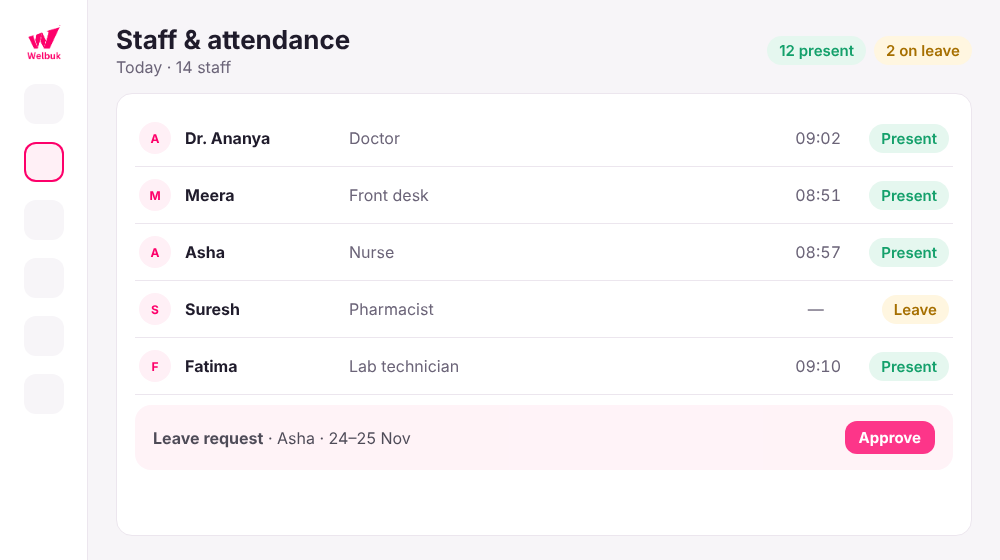 Welbuk
Staff & attendance
Today · 14 staff
12 present
2 on leave
A Dr. Ananya Doctor 09:02 Present
M Meera Front desk 08:51 Present
A Asha Nurse 08:57 Present
S Suresh Pharmacist — Leave
F Fatima Lab technician 09:10 Present
Leave request · Asha · 24–25 Nov Approve